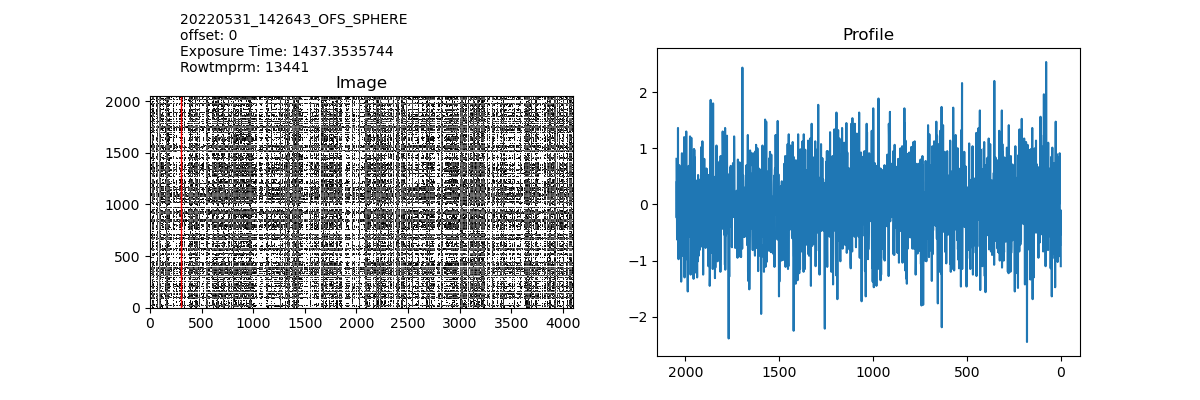 20220531_142643_OFS_SPHERE
offset: 0
Exposure Time: 1437.3535744
Rowtmprm: 13441
Image
Profile
2000
1500
1000
500
0
0 500 1000 1500 2000 2500 3000 3500 4000
2
1
0
−1
−2
2000 1500 1000 500 0